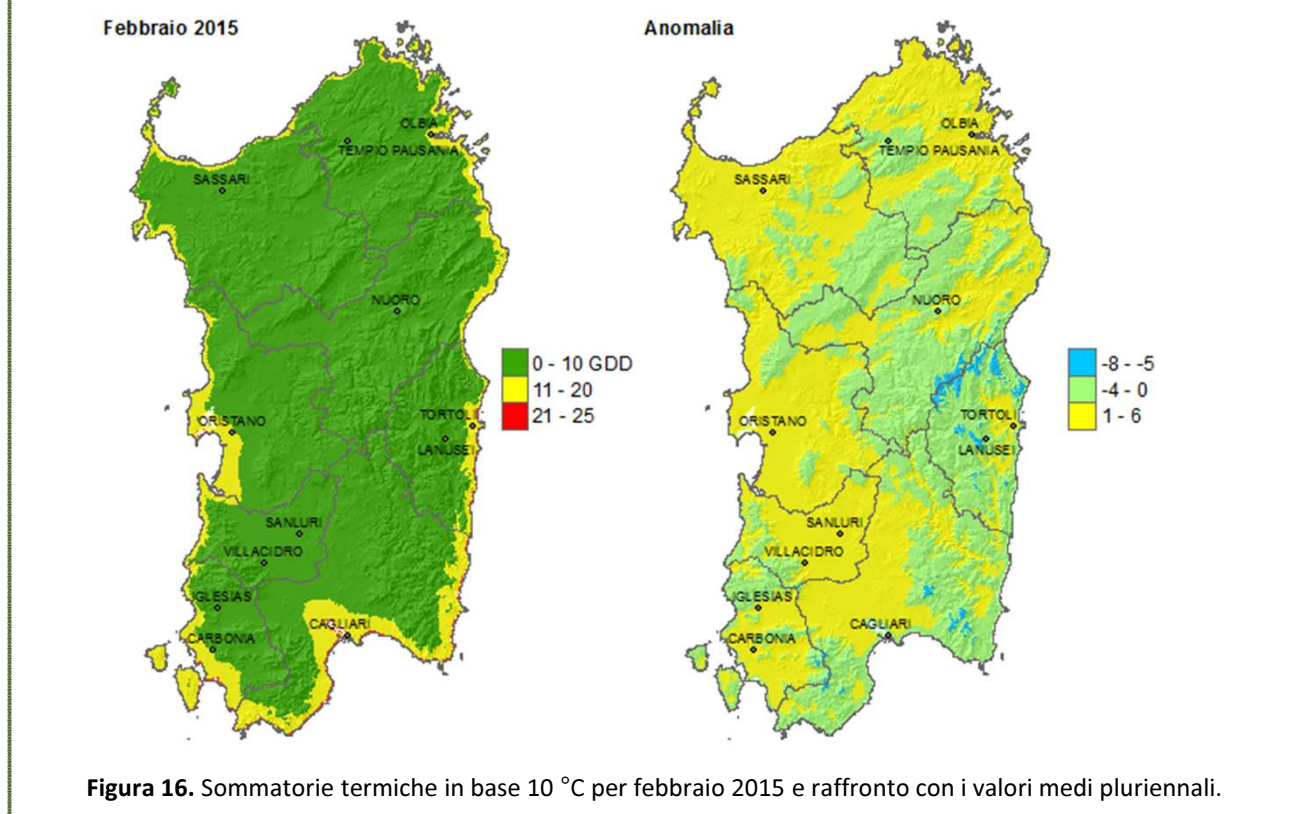 Febbraio 2015
OLBIA
TEMPIO PAUSANIA
SASSARI
NUORO
ORISTANO
TORTOLI
LANUSEI
SANLURI
VILLACIDRO
IGLESIAS
CAGLIARI
CARBONIA
0 - 10 GDD
11 - 20
21 - 25
Anomalia
OLBIA
TEMPIO PAUSANIA
SASSARI
NUORO
ORISTANO
TORTOLI
LANUSEI
SANLURI
VILLACIDRO
IGLESIAS
CAGLIARI
CARBONIA
-8 - -5
-4 - 0
1 - 6
Figura 16. Sommatorie termiche in base 10 °C per febbraio 2015 e raffronto con i valori medi pluriennali.